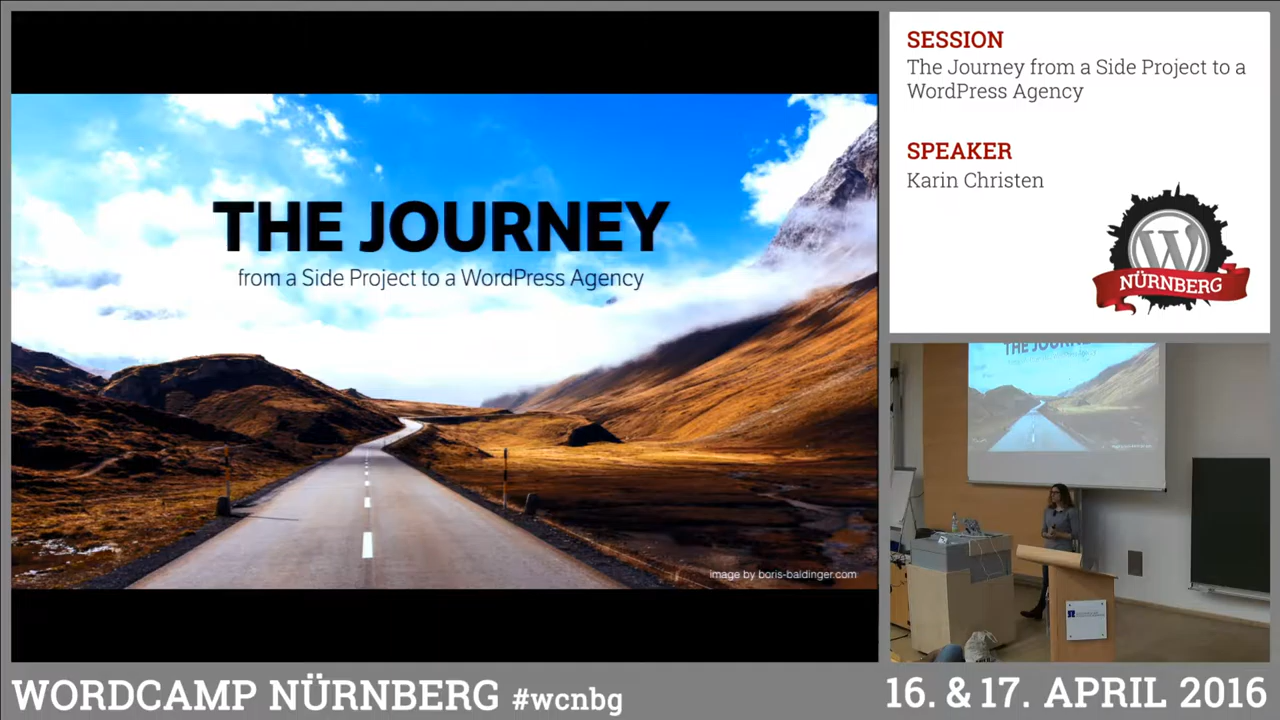 THE JOURNEY
from a Side Project to a WordPress Agency
image by boris-baldinger.com
SESSION
The Journey from a Side Project to a
WordPress Agency
SPEAKER
Karin Christen
W
NÜRNBERG
THE JOURNE
WORDCAMP NÜRNBERG #wcnbg
16. & 17. APRIL 2016